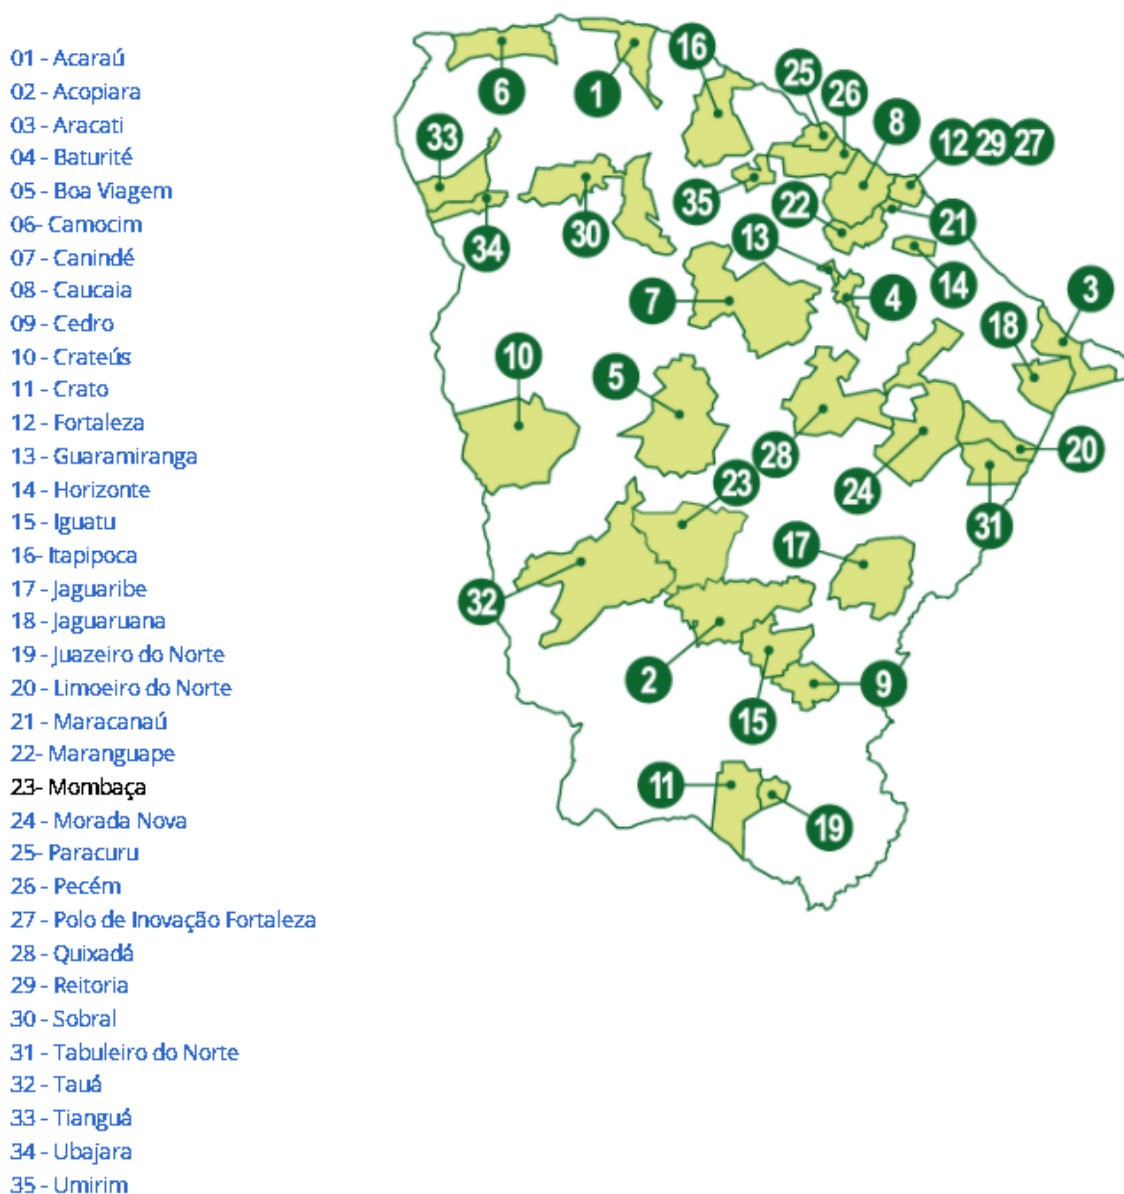 01 - Acaraú
02 - Acopiara
03 - Aracati
04 - Baturité
05 - Boa Viagem
06- Camocim
07 - Canindé
08 - Caucaia
09 - Cedro
10 - Crateús
11 - Crato
12 - Fortaleza
13 - Guaramiranga
14 - Horizonte
15 - Iguatu
16- Itapipoca
17 - Jaguaribe
18 - Jaguaruana
19 - Juazeiro do Norte
20 - Limoeiro do Norte
21 - Maracanaú
22- Maranguape
23- Mombaça
24 - Morada Nova
25- Paracuru
26 - Pecém
27 - Polo de Inovação Fortaleza
28 - Quixadá
29 - Reitoria
30 - Sobral
31 - Tabuleiro do Norte
32 - Tauá
33 - Tianguá
34 - Ubajara
35 - Umirim
16
25
6
1
26
8
33
12 29 27
35
22
21
30
34
13
14
7
4
3
18
10
5
28
20
23
24
31
17
32
2
9
15
11
19